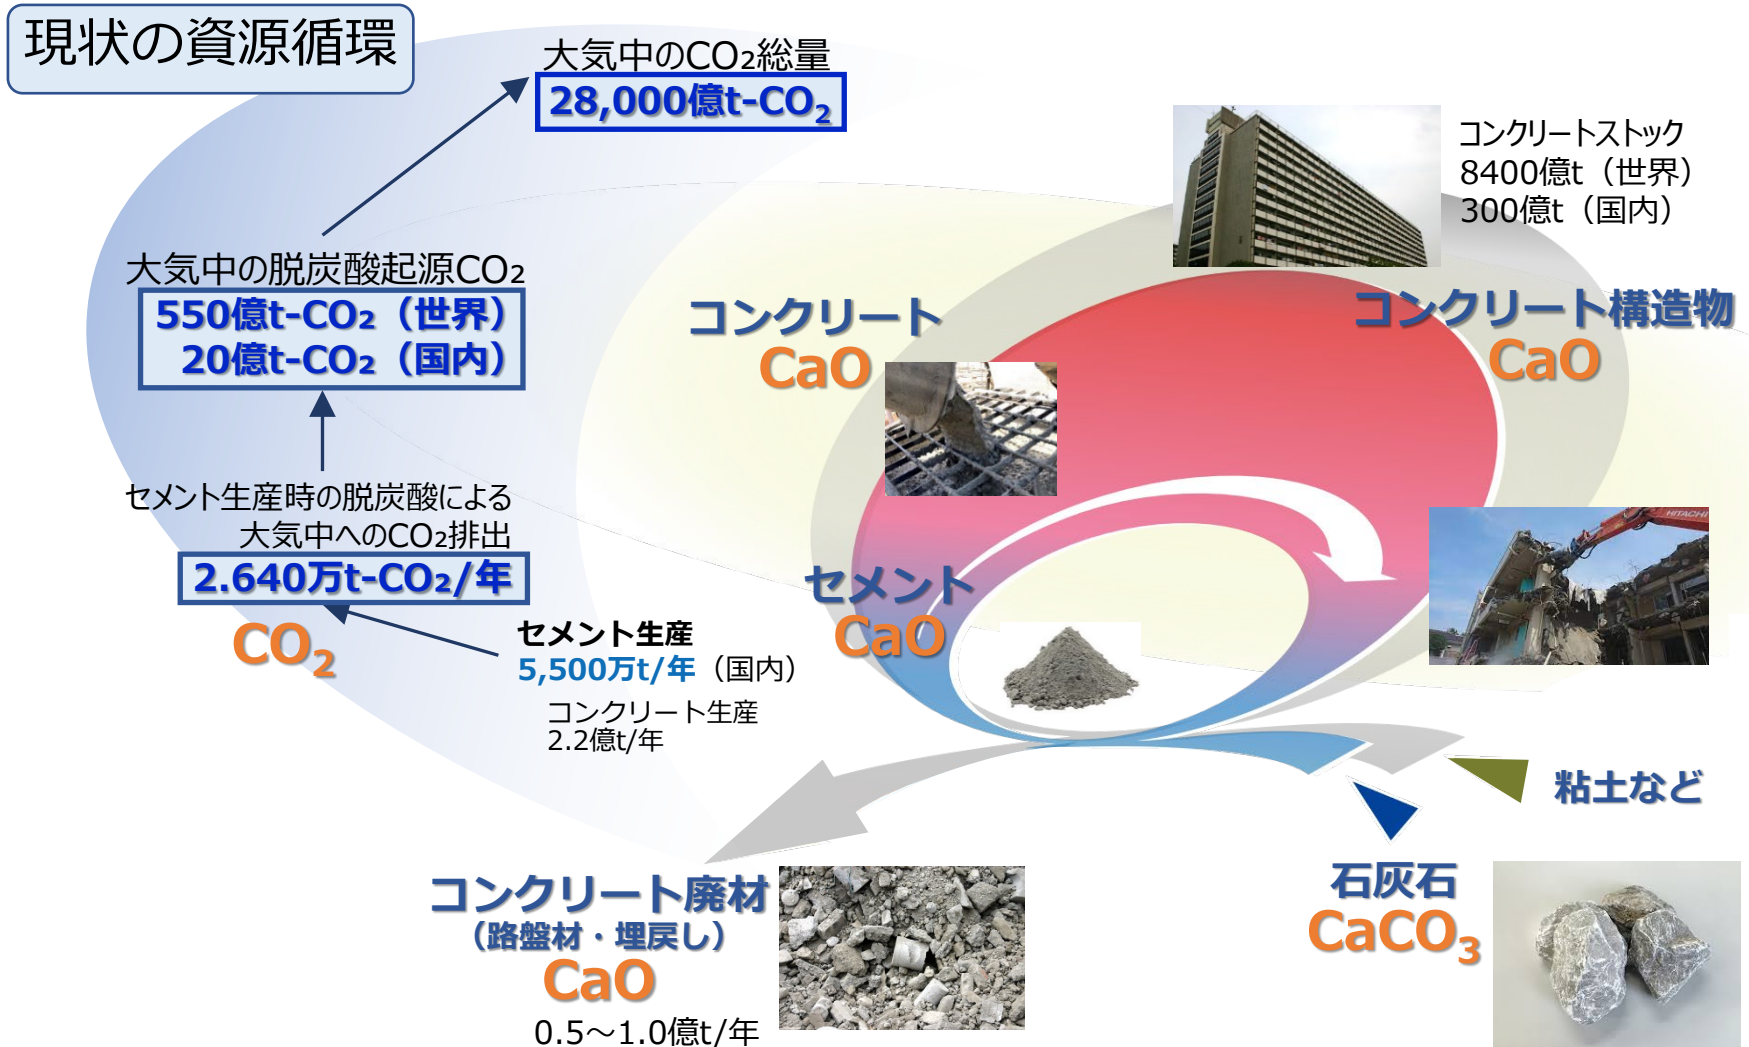 現状の資源循環
大気中のCO₂総量
28,000億t-CO₂
コンクリートストック
8400億t（世界）
300億t（国内）
大気中の脱炭酸起源CO₂
550億t-CO₂（世界）
20億t-CO₂（国内）
コンクリート
CaO
コンクリート構造物
CaO
セメント生産時の脱炭酸による
大気中へのCO₂排出
2.640万t-CO₂/年
CO₂
HITACHI
セメント
CaO
セメント生産
5,500万t/年（国内）
コンクリート生産
2.2億t/年
粘土など
石灰石
CaCO₃
コンクリート廃材
（路盤材・埋戻し）
CaO
0.5～1.0億t/年